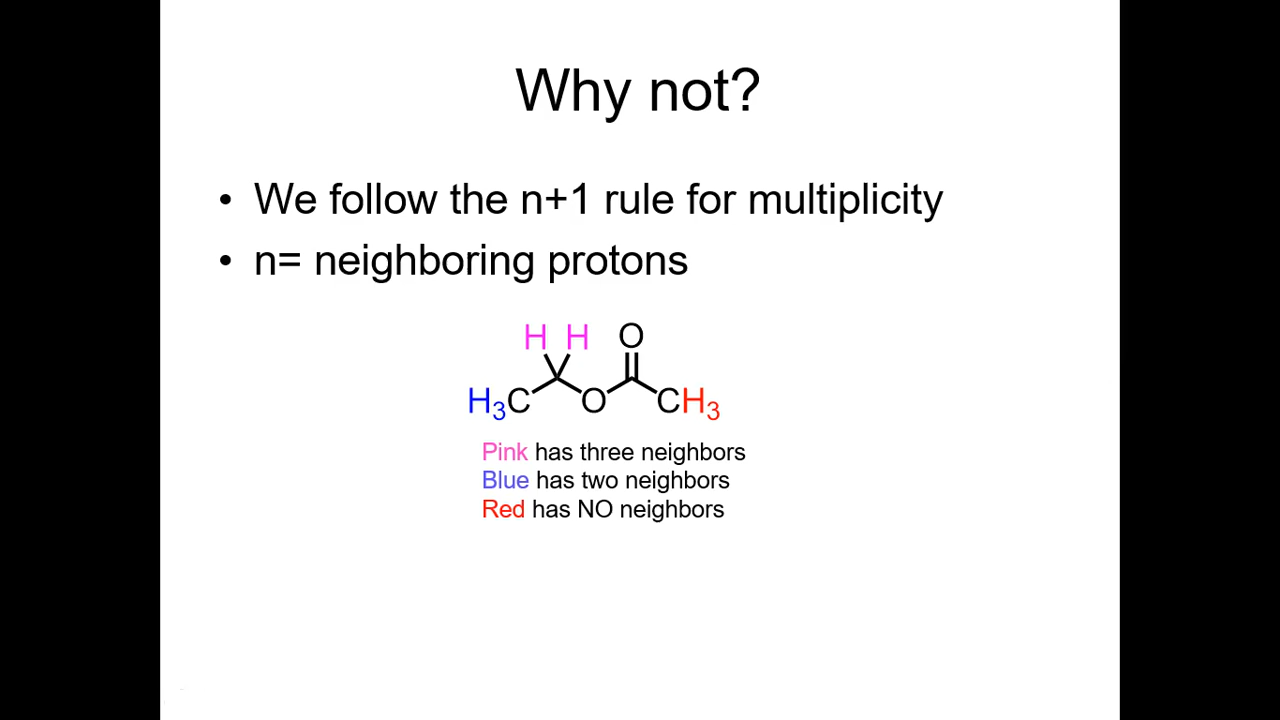 Why not?
• We follow the n+1 rule for multiplicity
• n= neighboring protons
H H O
H₃C O CH₃
Pink has three neighbors
Blue has two neighbors
Red has NO neighbors